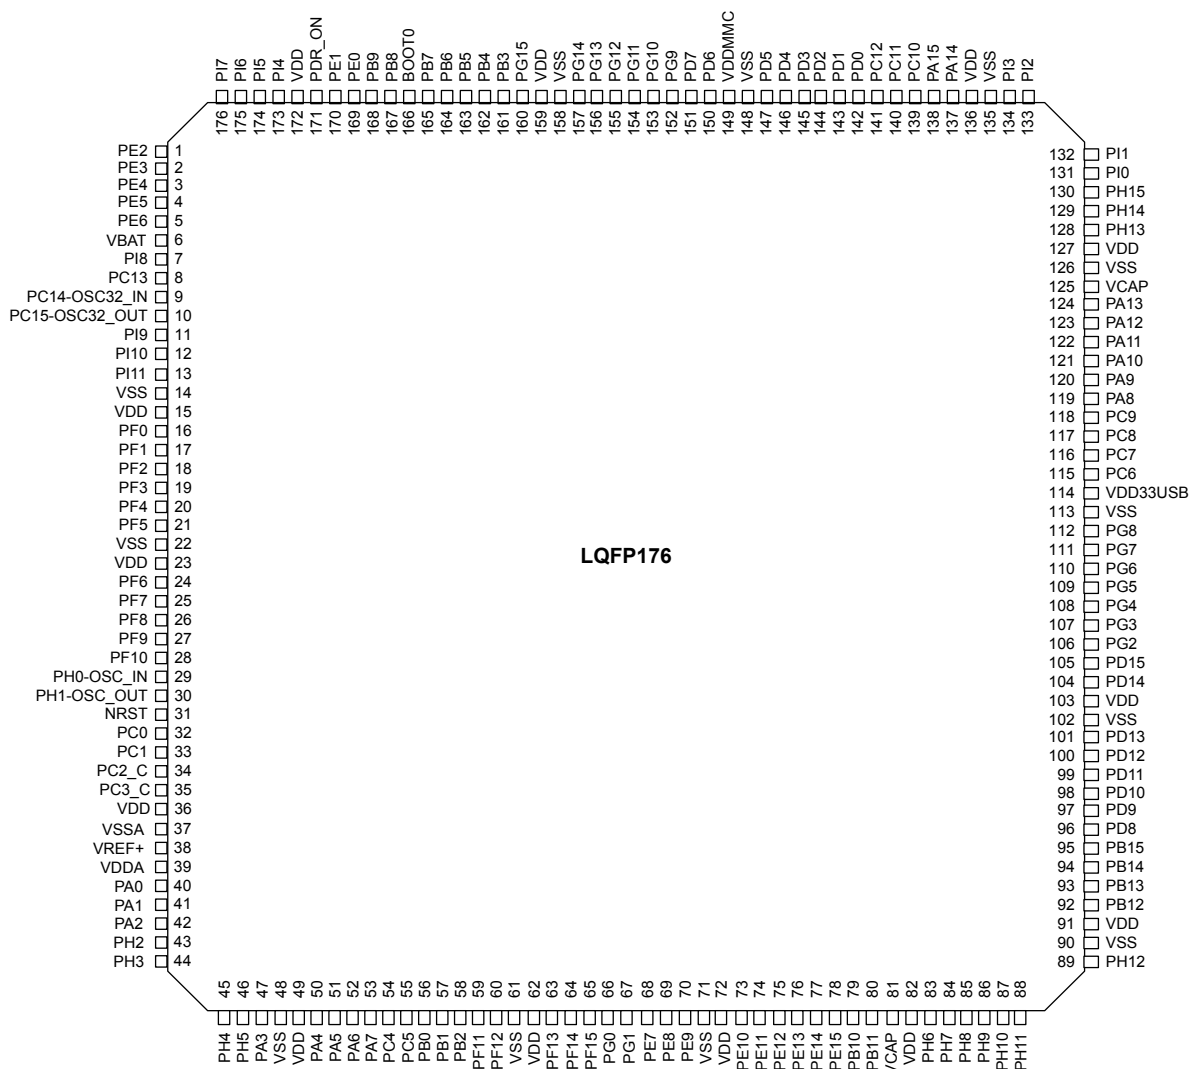 PI7 PI6 PI5 PI4 VDD PDR_ON PE1 PE0 PB9 PB8 BOOT0 PB7 PB6 PB5 PB4 PB3 PG15 VDD VSS PG14 PG13 PG12 PG11 PG10 PG9 PD7 PD6 VDDMMC VSS PD5 PD4 PD3 PD2 PD1 PD0 PC12 PC11 PC10 PA15 PA14 VDD VSS PI3 PI2
176 175 174 173 172 171 170 169 168 167 166 165 164 163 162 161 160 159 158 157 156 155 154 153 152 151 150 149 148 147 146 145 144 143 142 141 140 139 138 137 136 135 134 133
PE2 1
PE3 2
PE4 3
PE5 4
PE6 5
VBAT 6
PI8 7
PC13 8
PC14-OSC32_IN 9
PC15-OSC32_OUT 10
PI9 11
PI10 12
PI11 13
VSS 14
VDD 15
PF0 16
PF1 17
PF2 18
PF3 19
PF4 20
PF5 21
VSS 22
VDD 23
PF6 24
PF7 25
PF8 26
PF9 27
PF10 28
PH0-OSC_IN 29
PH1-OSC_OUT 30
NRST 31
PC0 32
PC1 33
PC2_C 34
PC3_C 35
VDD 36
VSSA 37
VREF+ 38
VDDA 39
PA0 40
PA1 41
PA2 42
PH2 43
PH3 44
LQFP176
132 PI1
131 PI0
130 PH15
129 PH14
128 PH13
127 VDD
126 VSS
125 VCAP
124 PA13
123 PA12
122 PA11
121 PA10
120 PA9
119 PA8
118 PC9
117 PC8
116 PC7
115 PC6
114 VDD33USB
113 VSS
112 PG8
111 PG7
110 PG6
109 PG5
108 PG4
107 PG3
106 PG2
105 PD15
104 PD14
103 VDD
102 VSS
101 PD13
100 PD12
99 PD11
98 PD10
97 PD9
96 PD8
95 PB15
94 PB14
93 PB13
92 PB12
91 VDD
90 VSS
89 PH12
45 46 47 48 49 50 51 52 53 54 55 56 57 58 59 60 61 62 63 64 65 66 67 68 69 70 71 72 73 74 75 76 77 78 79 80 81 82 83 84 85 86 87 88
PH4 PH5 PA3 VSS VDD PA4 PA5 PA6 PA7 PC4 PC5 PB0 PB1 PB2 PF11 PF12 VSS VDD PF13 PF14 PF15 PG0 PG1 PE7 PE8 PE9 VSS VDD PE10 PE11 PE12 PE13 PE14 PE15 PB10 PB11 VCAP VDD PH6 PH7 PH8 PH9 PH10 PH11